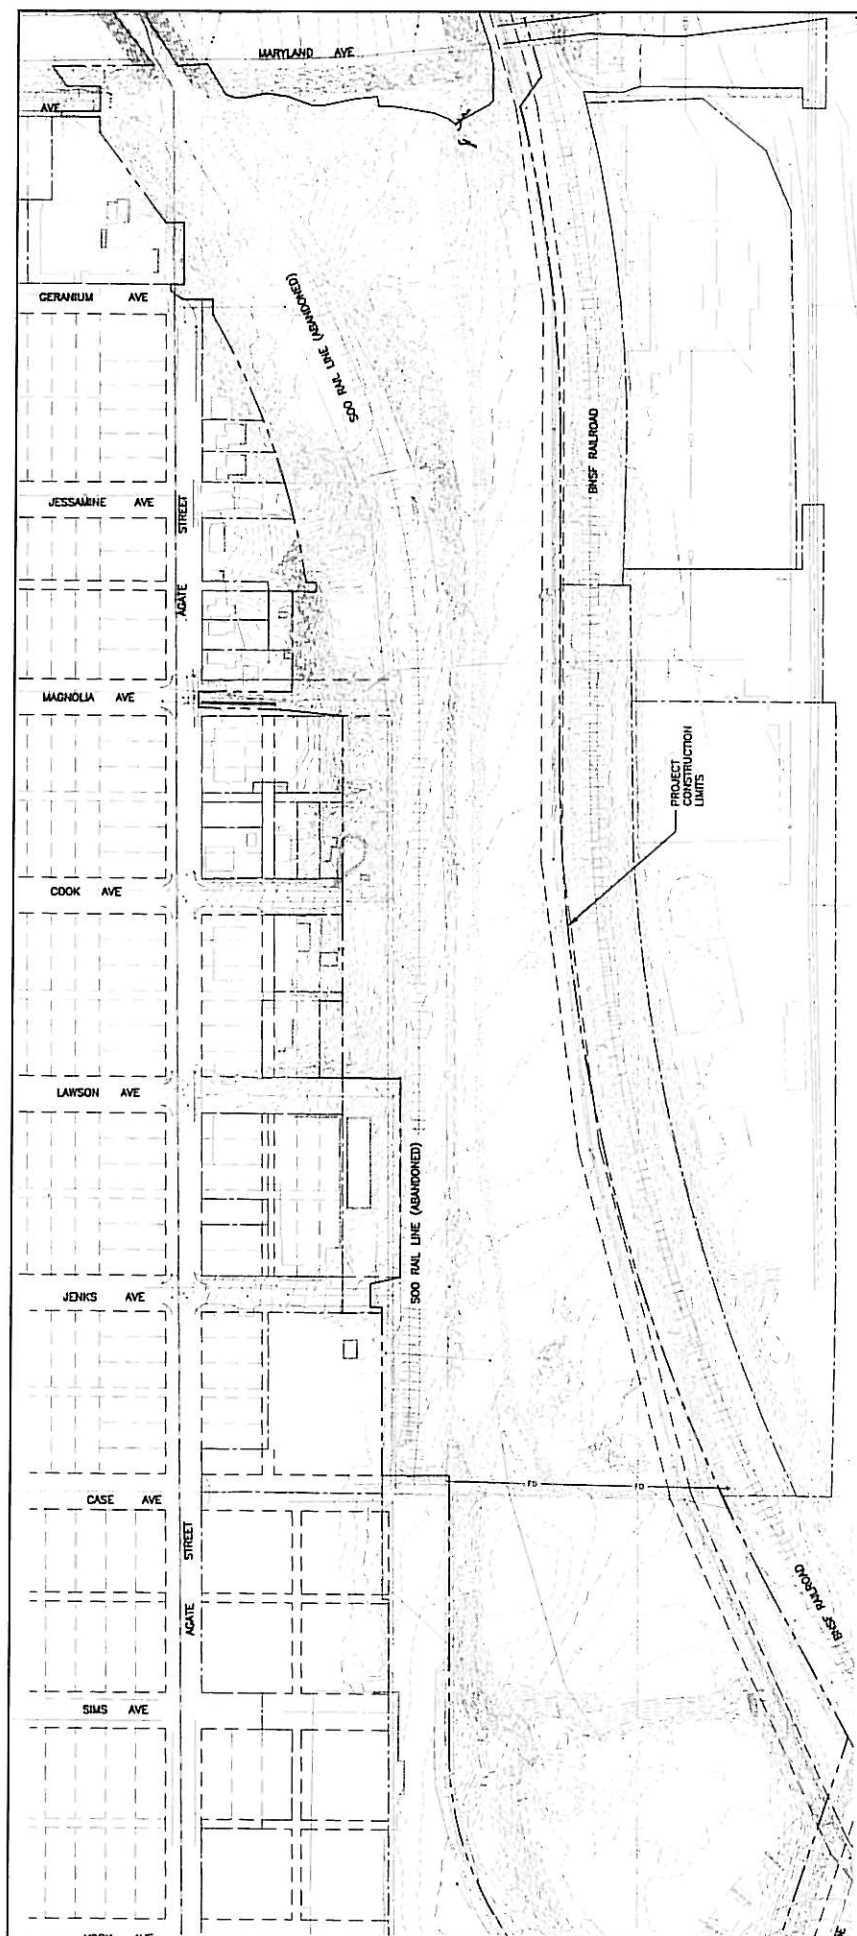 MARYLAND AVE
AVE
GERANIUM AVE
SOO RAIL LINE (ABANDONED)
BNSF RAILROAD
JESSAMINE AVE
AGATE STREET
MAGNOLIA AVE
PROJECT
CONSTRUCTION
LIMITS
COOK AVE
LAWSON AVE
SOO RAIL LINE (ABANDONED)
JENKS AVE
CASE AVE
AGATE STREET
BNSF RAILROAD
SIMS AVE